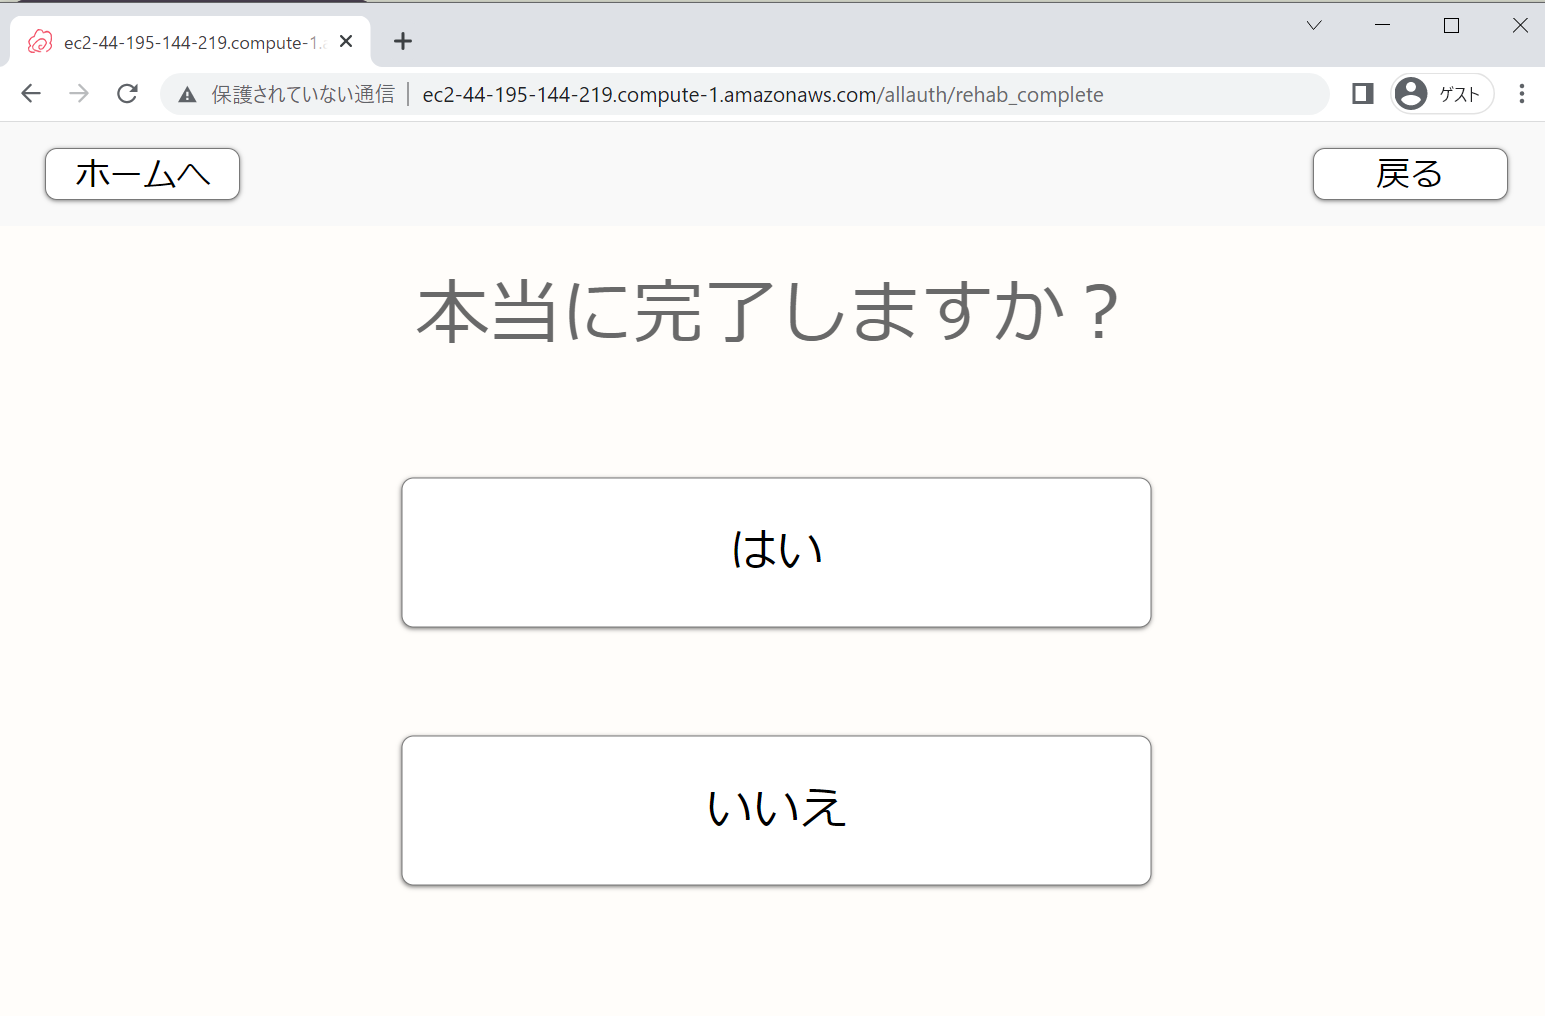 ec2-44-195-144-219.compute-1.
保護されていない通信 | ec2-44-195-144-219.compute-1.amazonaws.com/allauth/rehab_complete
ゲスト
ホームへ
戻る
本当に完了しますか？
はい
いいえ